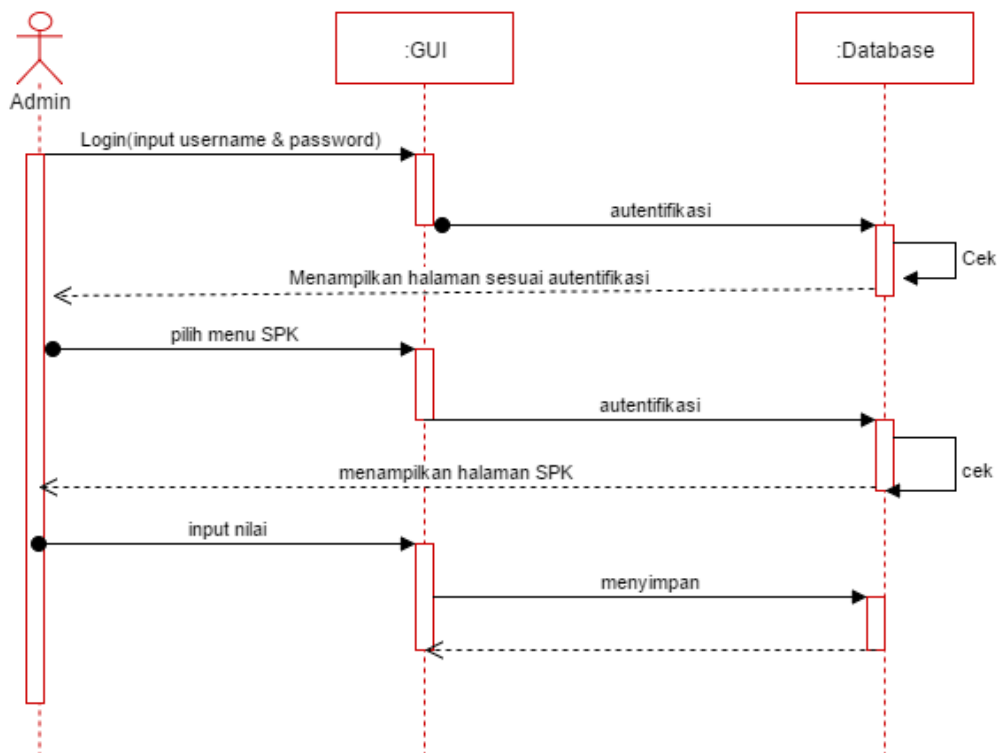 :GUI
:Database
Admin
Login(input username & password)
autentifikasi
Cek
Menampilkan halaman sesuai autentifikasi
pilih menu SPK
autentifikasi
cek
menampilkan halaman SPK
input nilai
menyimpan